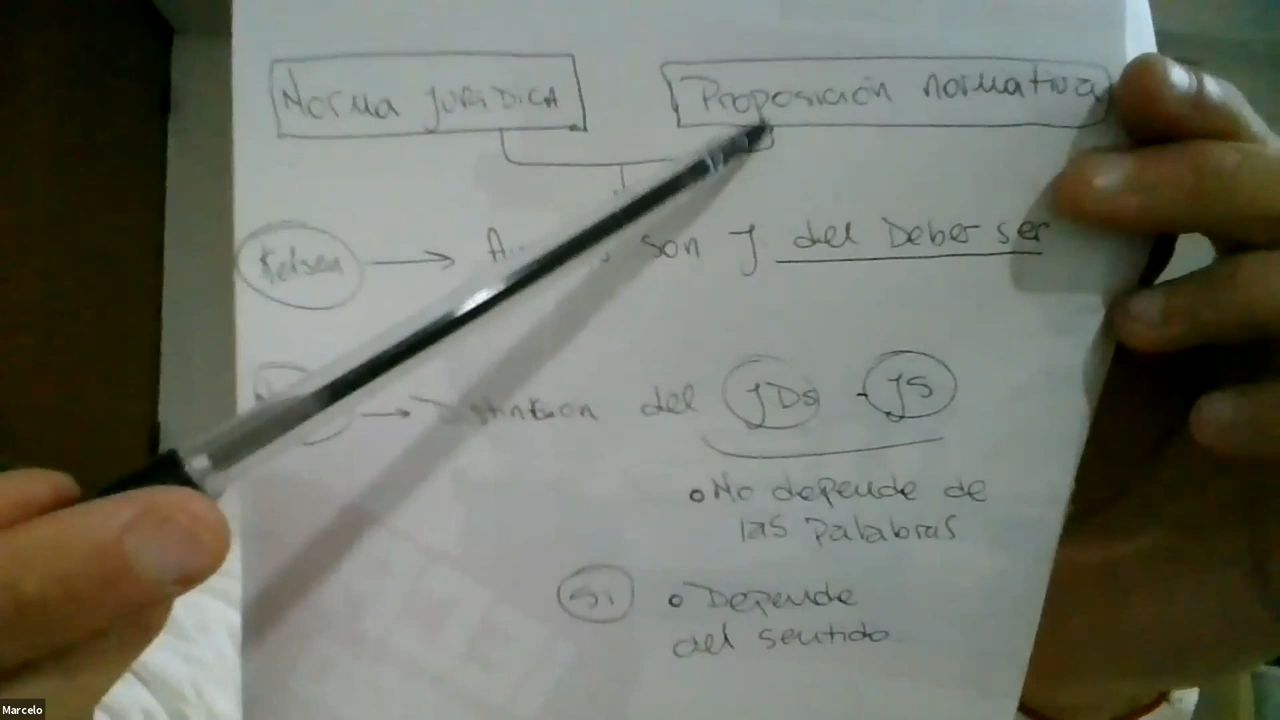 Norma JURIDICA
Proposición normativa
Kelsen
son J del Deber ser
Distinción del JDs - JS
No depende de
las palabras
Si
Depende
del sentido
Marcelo